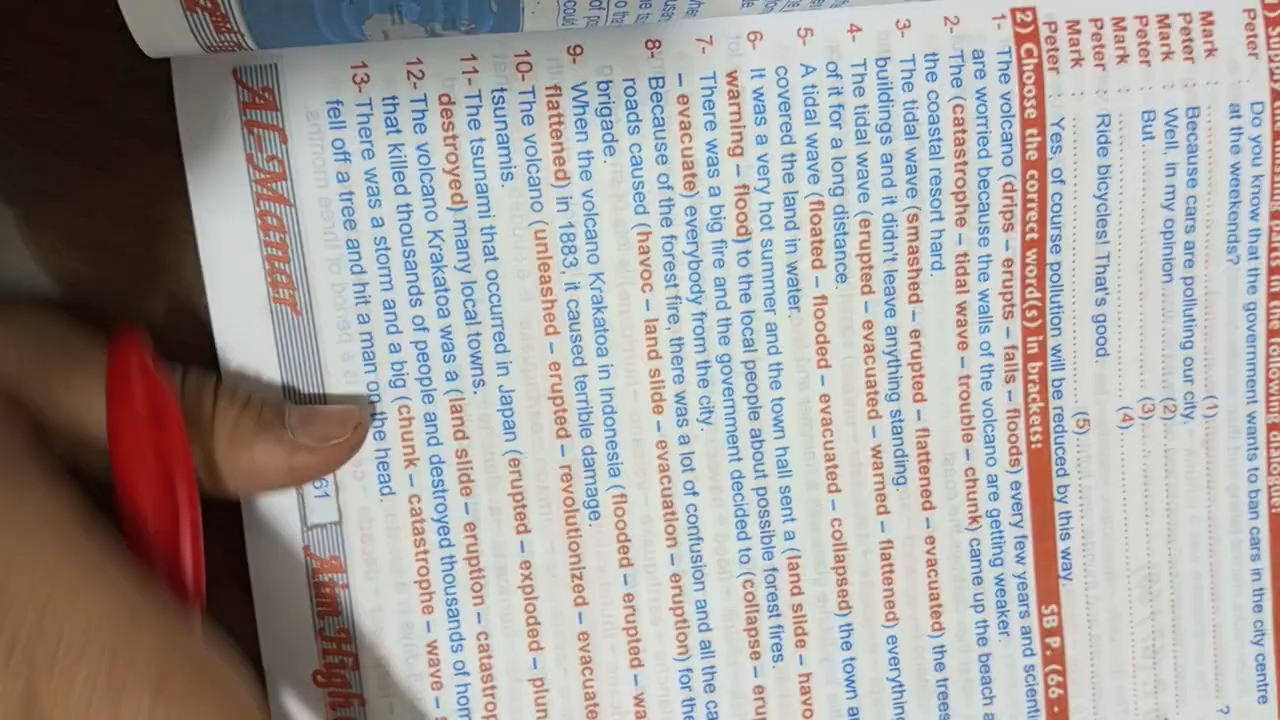 Peter : Do you know that the government wants to ban cars in the city centre
at the weekends?
Mark : ............ (1) ............ ?
Peter : Because cars are polluting our city.
Mark : Well, in my opinion ............ (2) ............
Peter : But ............ (3) ............
Mark : ............ (4) ............
Peter : Ride bicycles! That's good.
Mark : ............ (5) ............
Peter : Yes, of course pollution will be reduced by this way.
2) Choose the correct word(s) in brackets: SB P. (66 -
1- The volcano (drips – erupts – falls – floods) every few years and
are worried because the walls of the volcano are getting weaker.
2- The (catastrophe – tidal wave – trouble – chunk) came up the beach
the coastal resort hard.
3- The tidal wave (smashed – erupted – flattened – evacuated) the trees
buildings and it didn't leave anything standing.
4- The tidal wave (erupted – evacuated – warned – flattened) everything
of it for a long distance.
5- A tidal wave (floated – flooded – evacuated – collapsed) the town
covered the land in water.
6- It was a very hot summer and the town hall sent a (land slide –
warning – flood) to the local people about possible forest fires.
7- There was a big fire and the government decided to (collapse –
– evacuate) everybody from the city.
8- Because of the forest fire, there was a lot of confusion and all the
roads caused (havoc – land slide – evacuation – eruption) for the
brigade.
9- When the volcano Krakatoa in Indonesia (flooded – erupted –
flattened) in 1883, it caused terrible damage.
10- The volcano (unleashed – erupted – revolutionized –
tsunamis.
11- The tsunami that occurred in Japan (erupted – exploded –
destroyed) many local towns.
12- The volcano Krakatoa was a (land slide – eruption –
that killed thousands of people and destroyed thousands of
13- There was a storm and a big (chunk – catastrophe – wave –
fell off a tree and hit a man on the head.
61